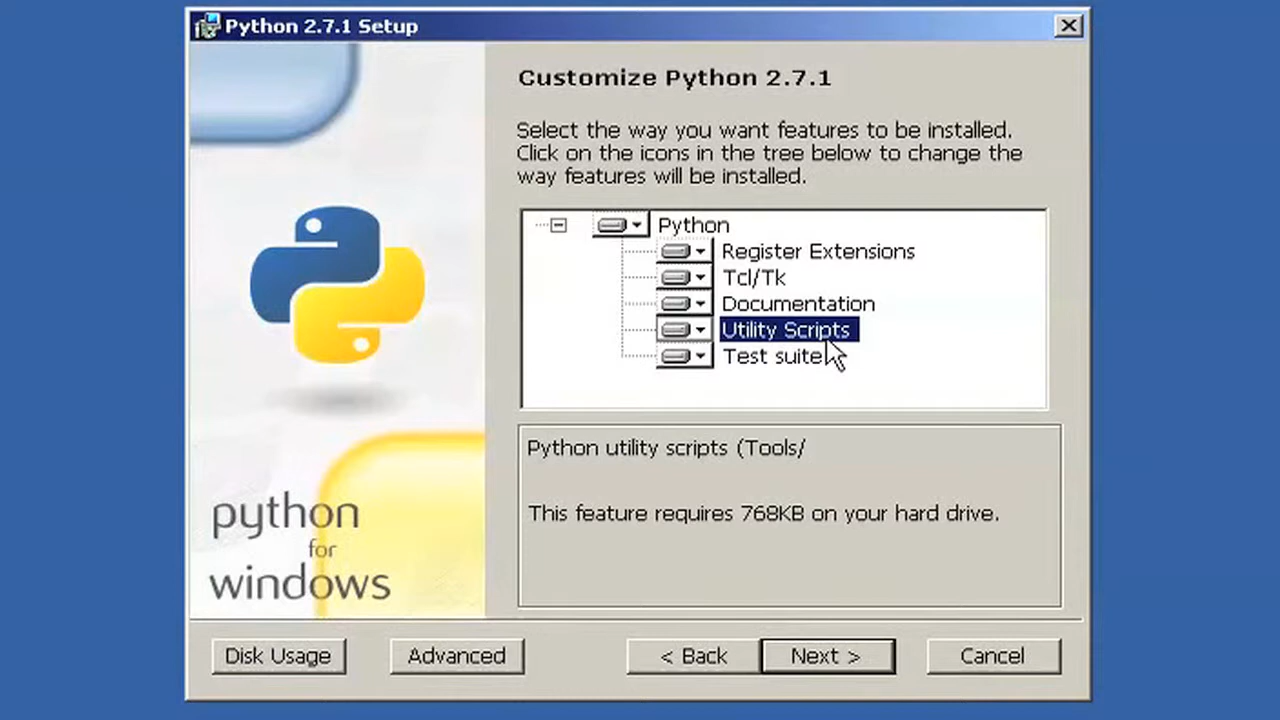 Python 2.7.1 Setup
Customize Python 2.7.1
Select the way you want features to be installed.
Click on the icons in the tree below to change the
way features will be installed.
Python
Register Extensions
Tcl/Tk
Documentation
Utility Scripts
Test suite
Python utility scripts (Tools/
This feature requires 768KB on your hard drive.
python
for
windows
Disk Usage
Advanced
< Back
Next >
Cancel